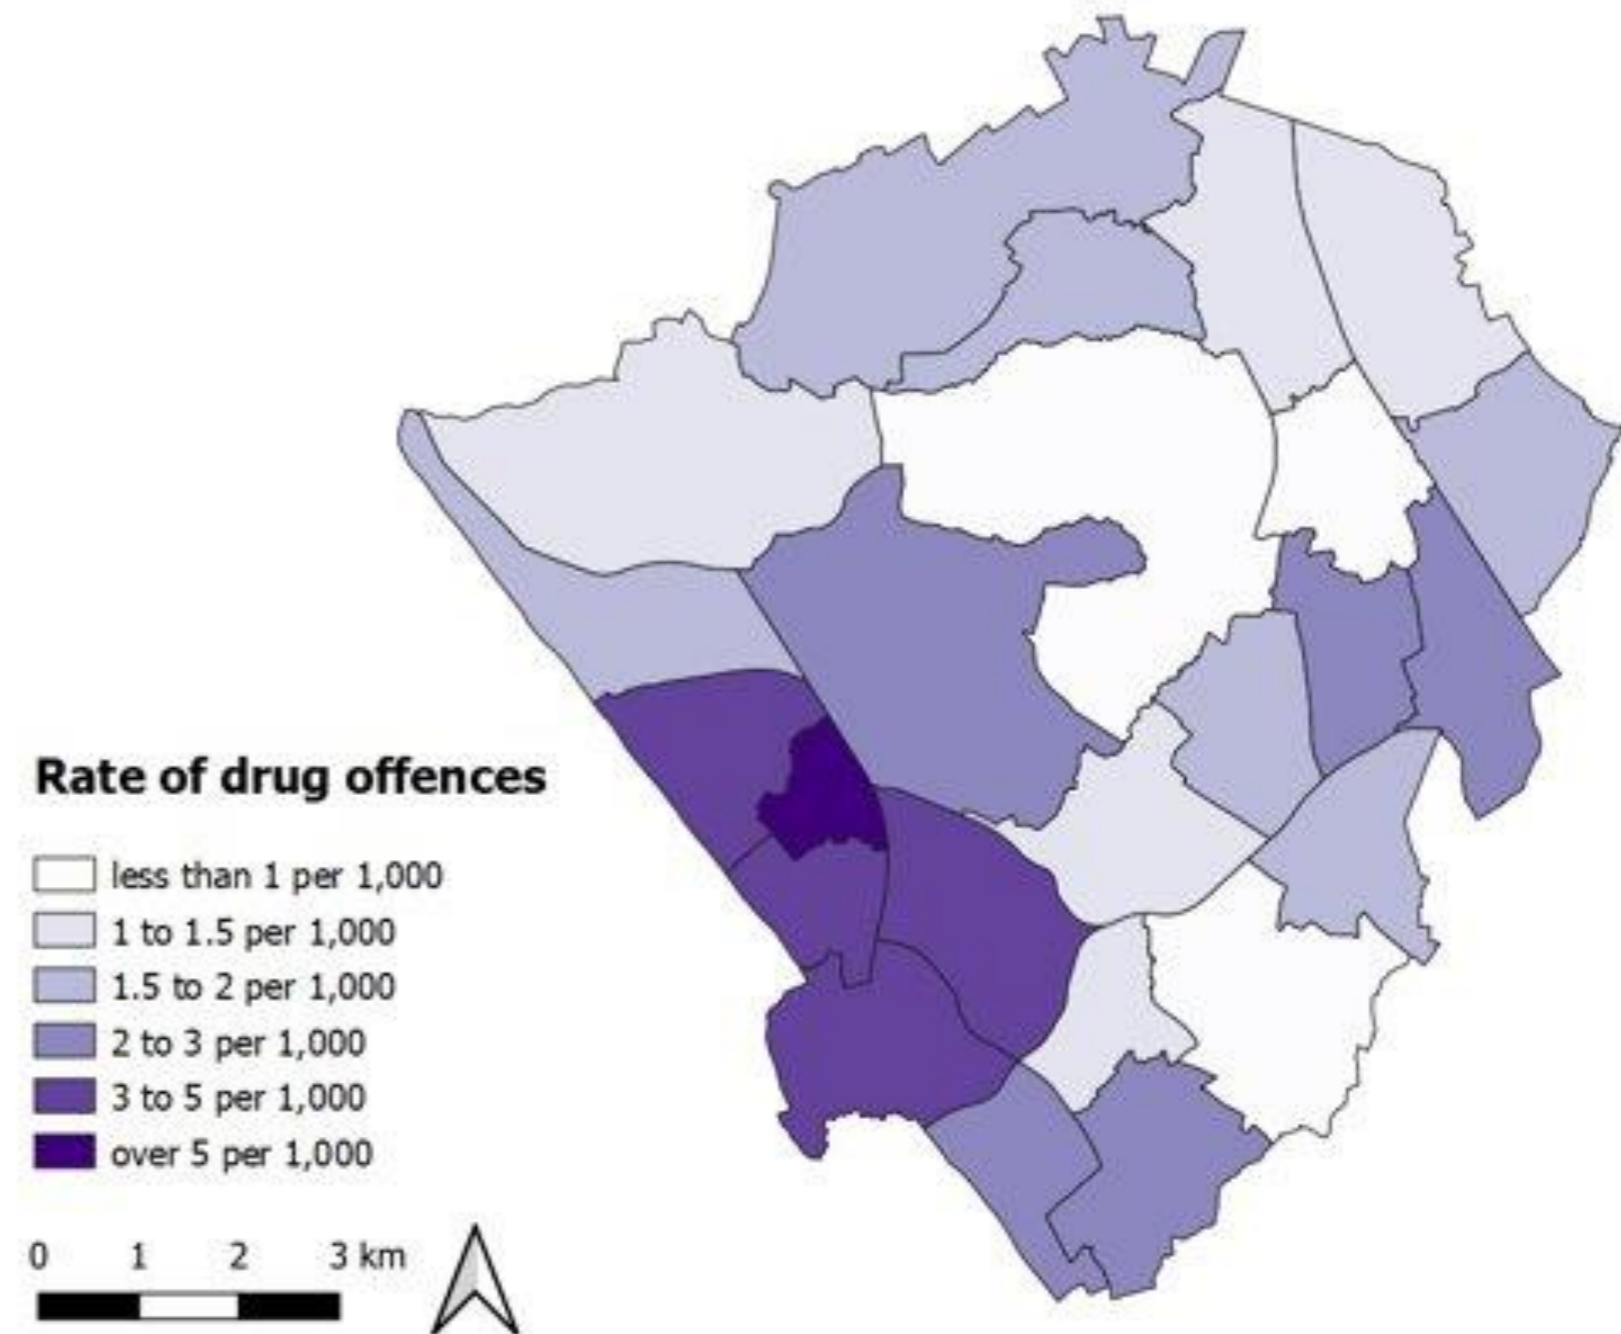 Rate of drug offences
less than 1 per 1,000
1 to 1.5 per 1,000
1.5 to 2 per 1,000
2 to 3 per 1,000
3 to 5 per 1,000
over 5 per 1,000
0 1 2 3 km